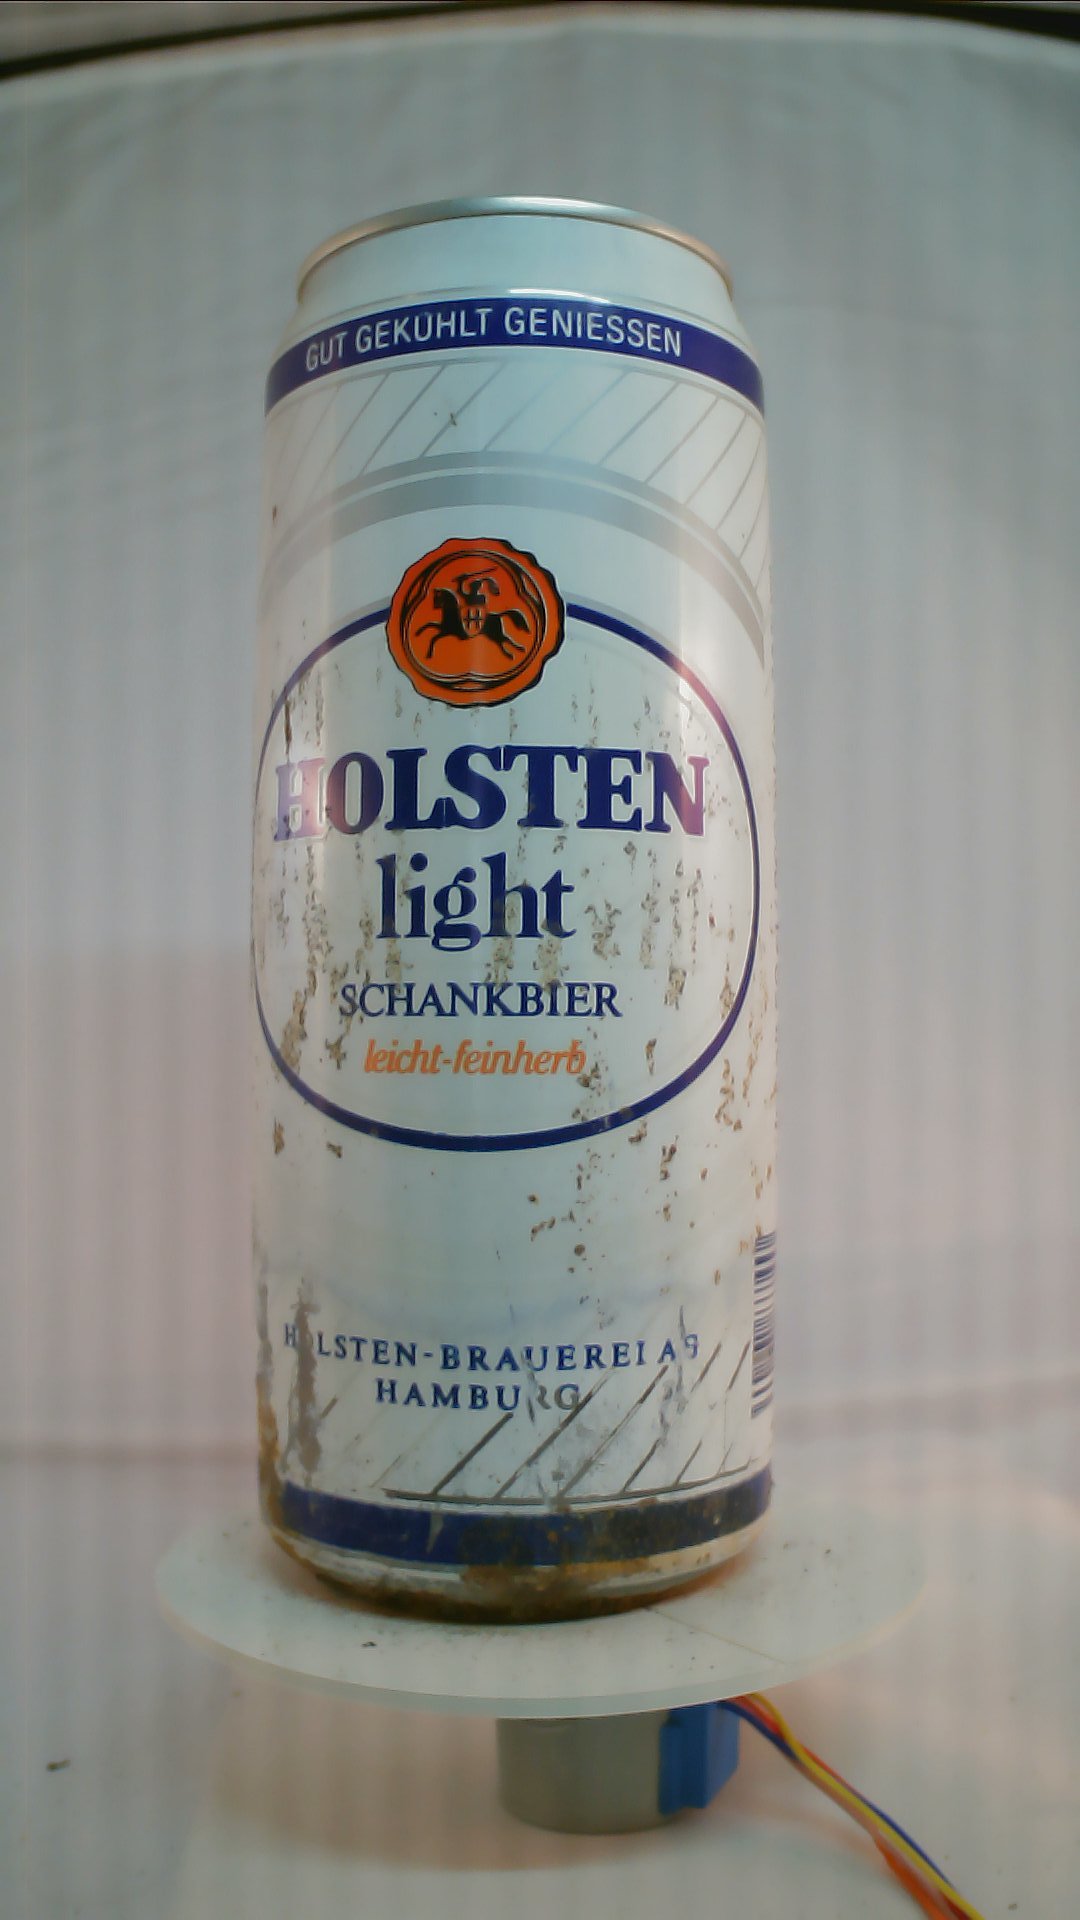 GUT GEKÜHLT GENIESSEN
H
HOLSTEN
light
SCHANKBIER
leicht-feinherb
HOLSTEN-BRAUEREI AG
HAMBURG